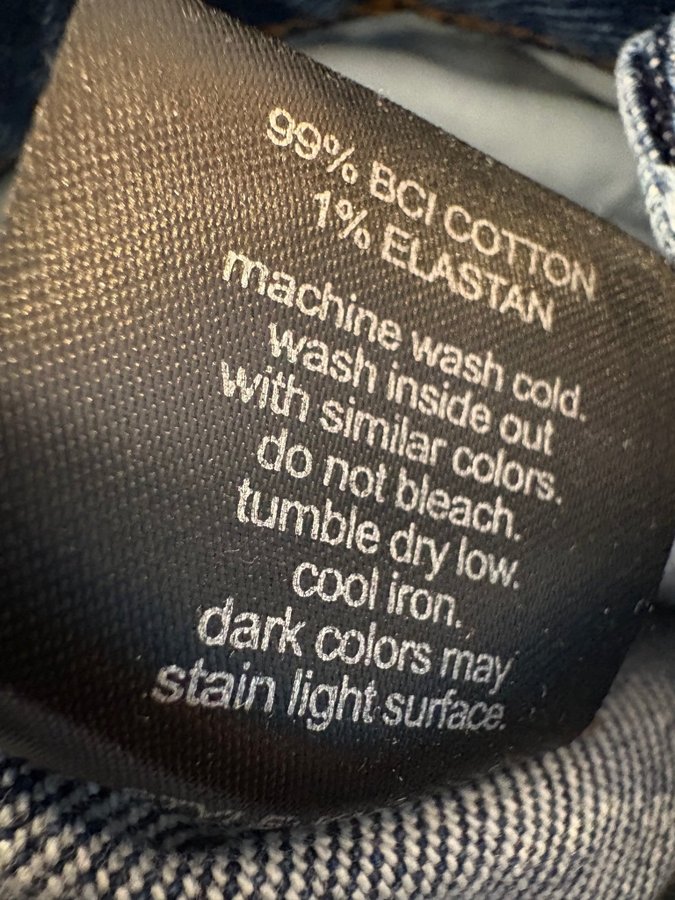 99% BCI COTTON
1% ELASTAN
machine wash cold.
wash inside out
with similar colors.
do not bleach.
tumble dry low.
cool iron.
dark colors may
stain light surface.